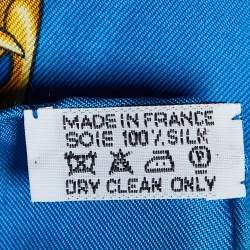 MADE IN FRANCE
SOIE 100% SILK
DRY CLEAN ONLY